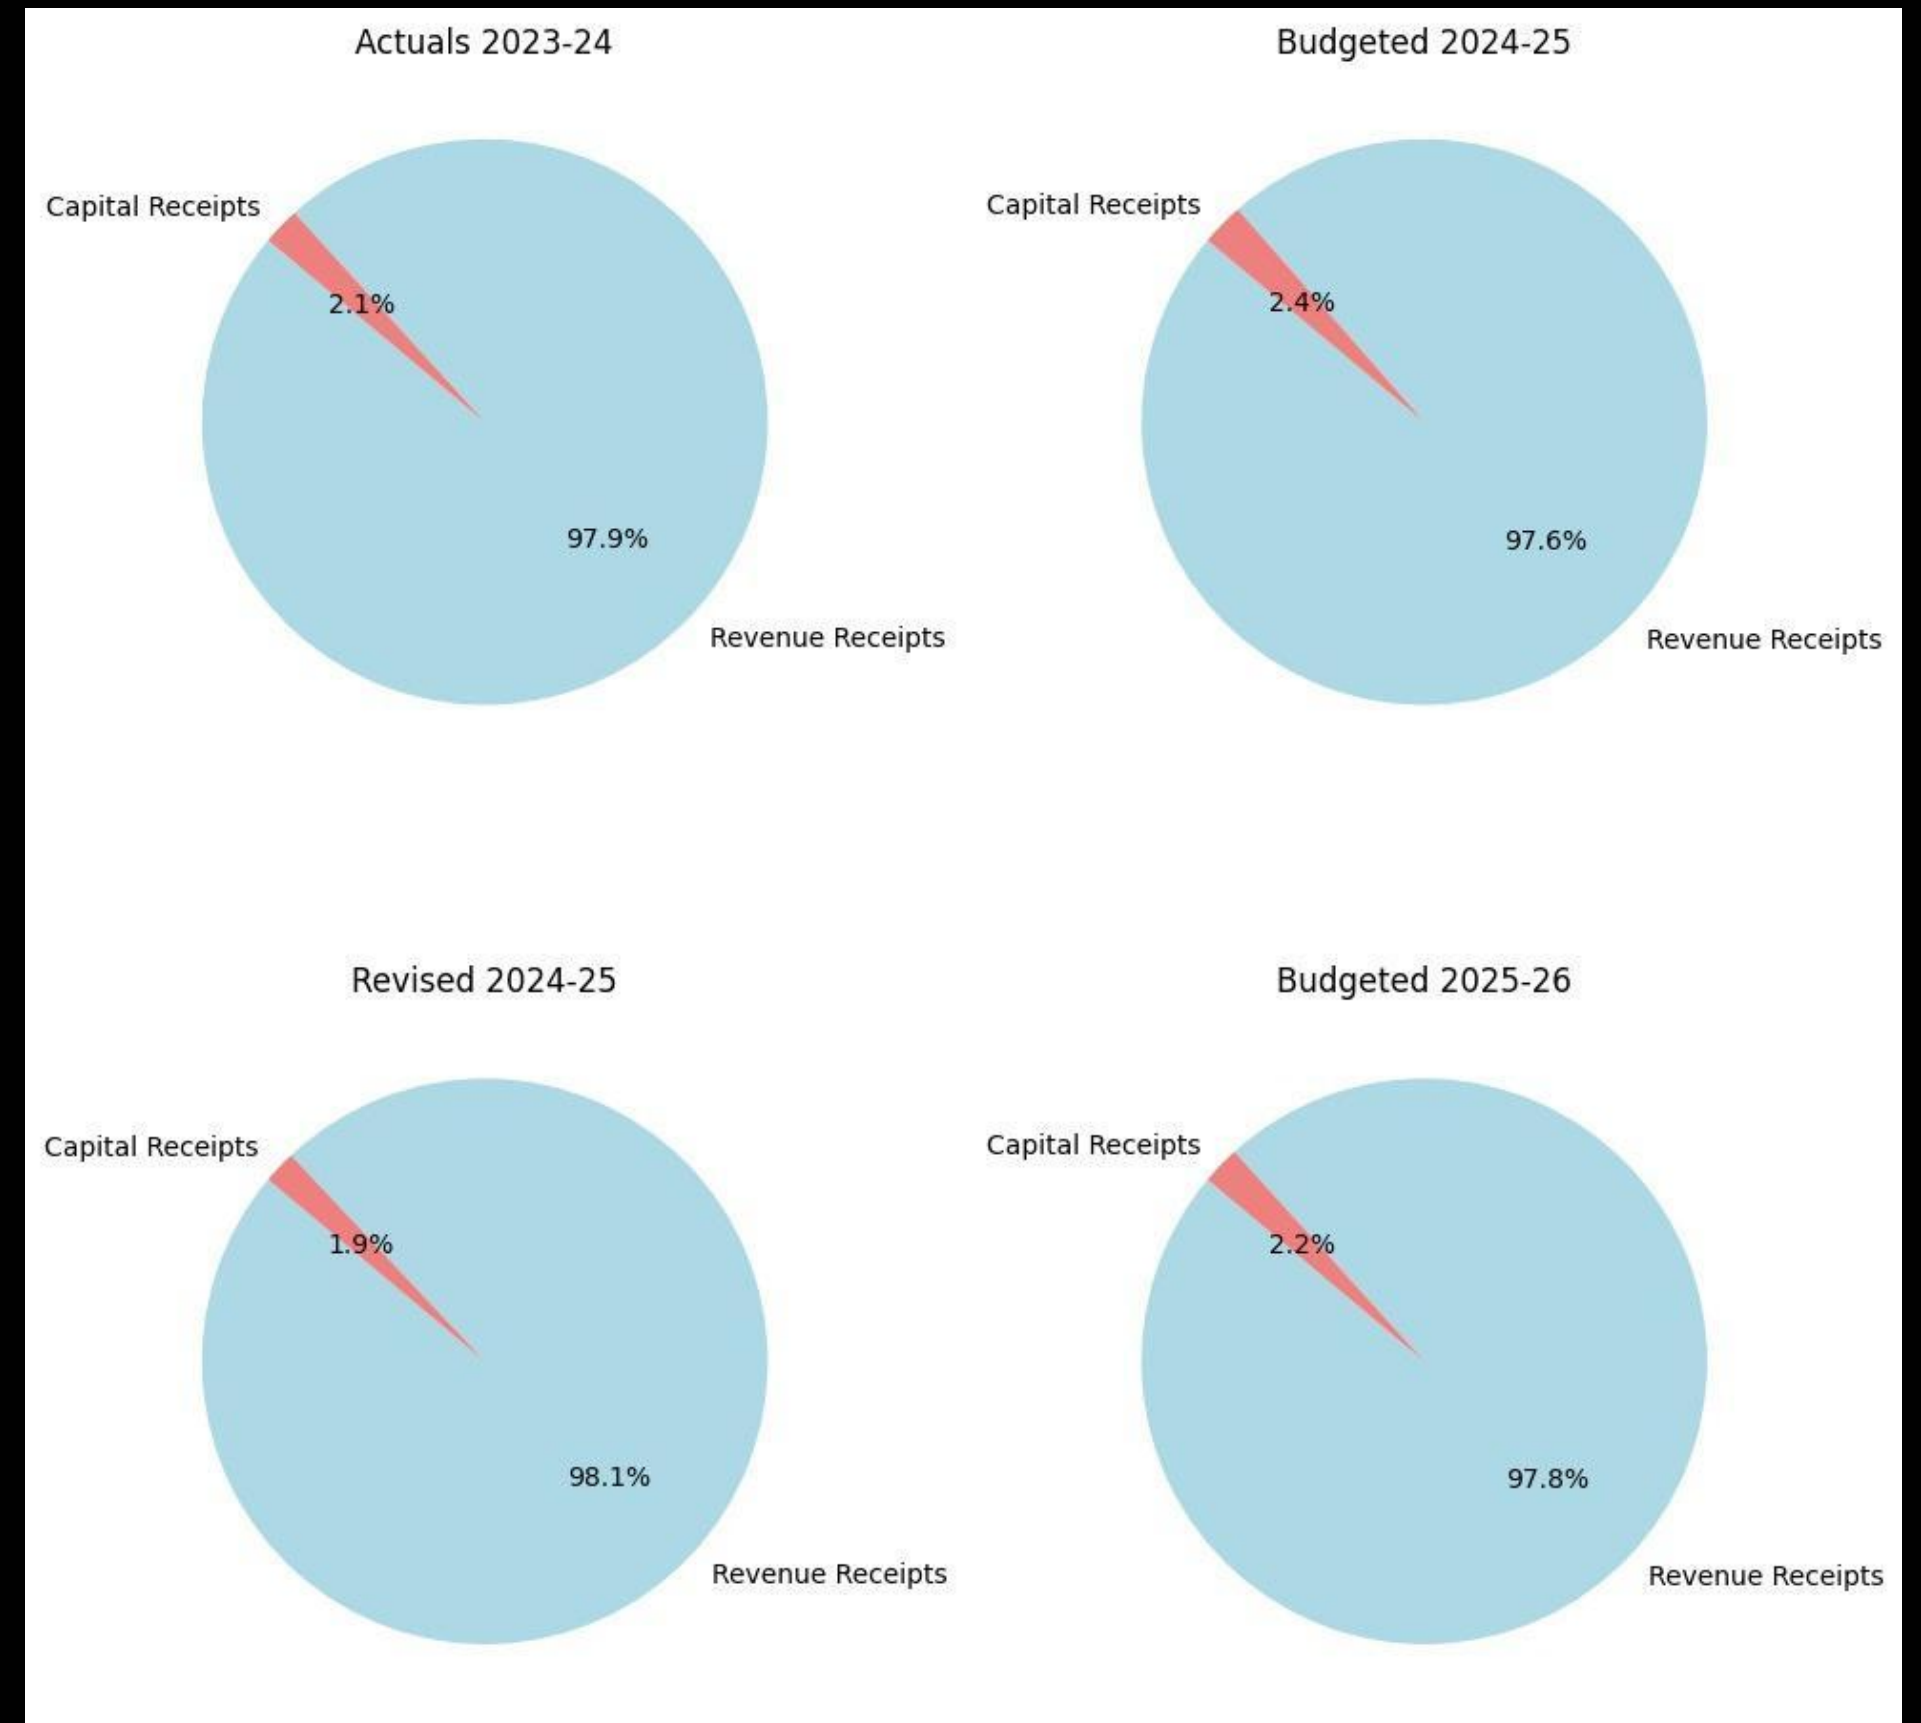 Actuals 2023-24
Capital Receipts
2.1%
97.9%
Revenue Receipts
Budgeted 2024-25
Capital Receipts
2.4%
97.6%
Revenue Receipts
Revised 2024-25
Capital Receipts
1.9%
98.1%
Revenue Receipts
Budgeted 2025-26
Capital Receipts
2.2%
97.8%
Revenue Receipts